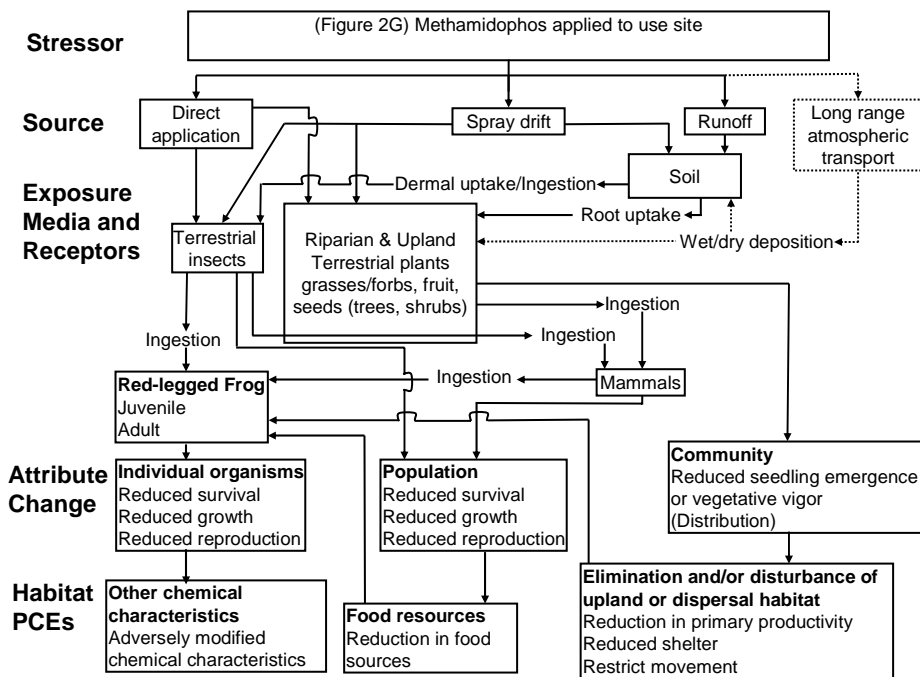 (Figure 2G) Methamidophos applied to use site
Stressor
Source
Direct
application
Spray drift
Runoff
Long range
atmospheric
transport
Exposure
Media and
Receptors
Dermal uptake/Ingestion
Soil
Root uptake
Wet/dry deposition
Terrestrial
insects
Riparian & Upland
Terrestrial plants
grasses/forbs, fruit,
seeds (trees, shrubs)
Ingestion
Ingestion
Ingestion
Red-legged Frog
Juvenile
Adult
Ingestion
Mammals
Attribute
Change
Individual organisms
Reduced survival
Reduced growth
Reduced reproduction
Population
Reduced survival
Reduced growth
Reduced reproduction
Community
Reduced seedling emergence
or vegetative vigor
(Distribution)
Habitat
PCEs
Other chemical
characteristics
Adversely modified
chemical characteristics
Food resources
Reduction in food
sources
Elimination and/or disturbance of
upland or dispersal habitat
Reduction in primary productivity
Reduced shelter
Restrict movement